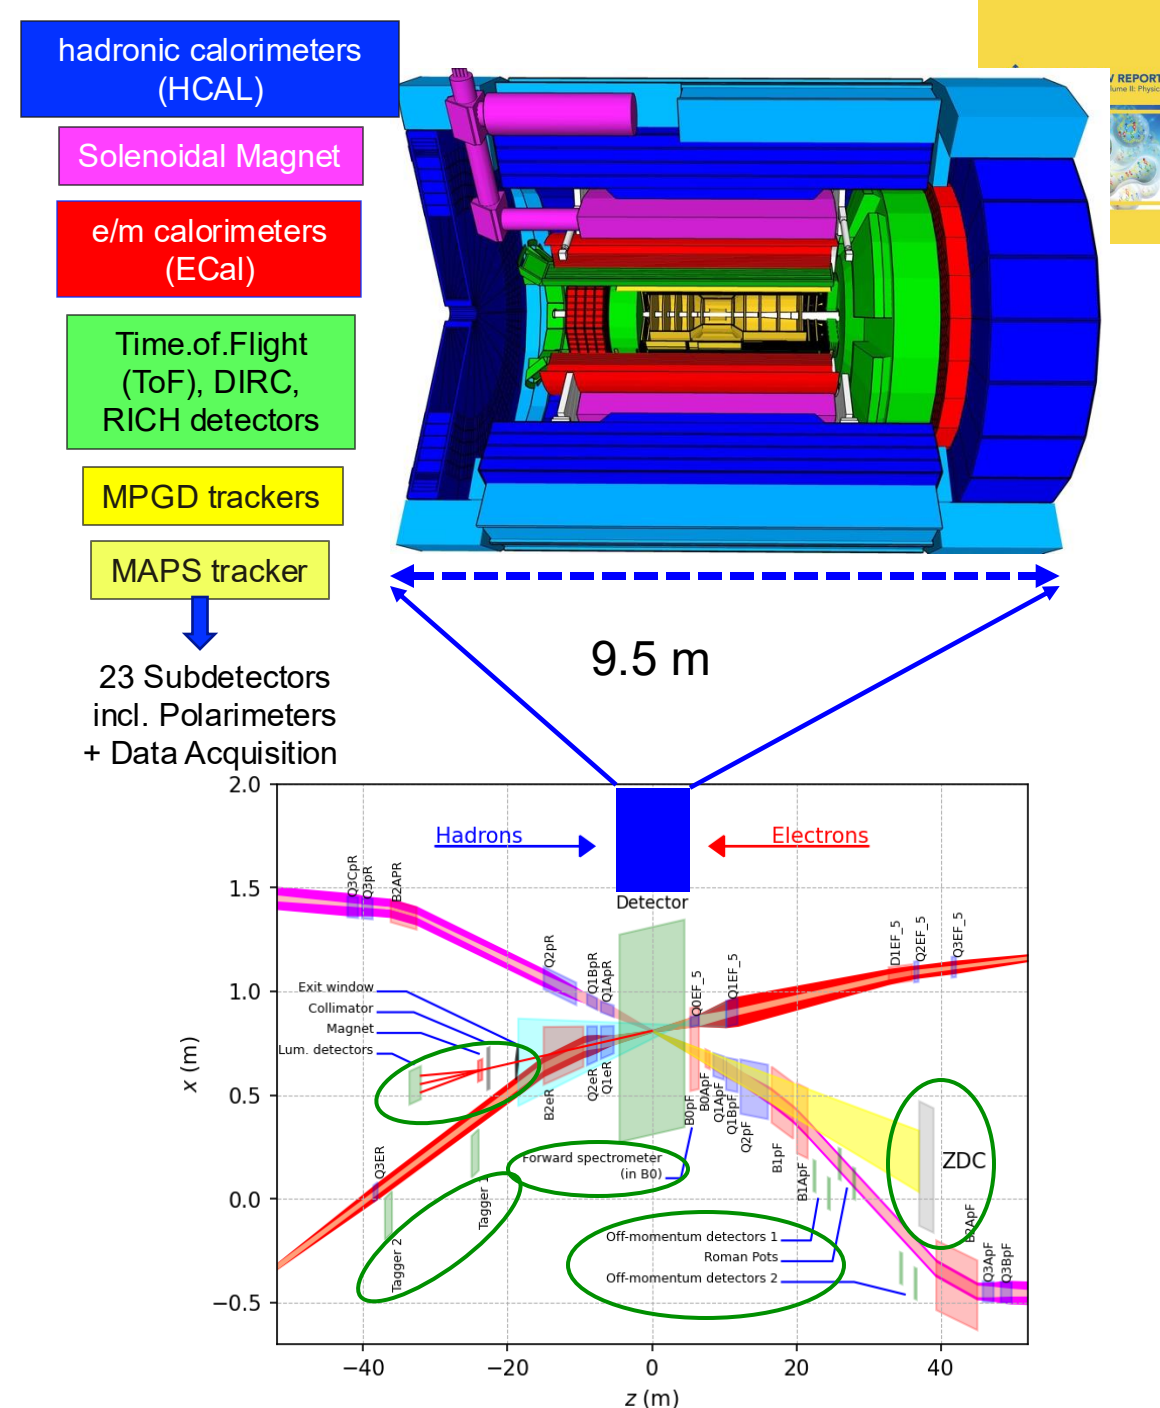 hadronic calorimeters
(HCAL)
Solenoidal Magnet
e/m calorimeters
(ECal)
Time.of.Flight
(ToF), DIRC,
RICH detectors
MPGD trackers
MAPS tracker
23 Subdetectors
incl. Polarimeters
+ Data Acquisition
REPORT
Volume II: Physic
9.5 m
2.0
1.5
1.0
0.5
0.0
−0.5
x (m)
−40
−20
0
20
40
z (m)
Hadrons
Electrons
Detector
Q3CpR
Q3pR
B2APR
Q2pR
Q1BpR
Q1ApR
Q0EF_5
Q1EF_5
D1EF_5
Q2EF_5
Q3EF_5
Exit window
Collimator
Magnet
Lum. detectors
B2eR
Q2eR
Q1eR
B0pF
B0ApF
Q1ApF
Q1BpF
Q2pF
B1pF
B1ApF
Q3ER
Tagger 1
Tagger 2
Forward spectrometer
(in B0)
ZDC
Off-momentum detectors 1
Roman Pots
Off-momentum detectors 2
B2ApF
Q3ApF
Q3BpF